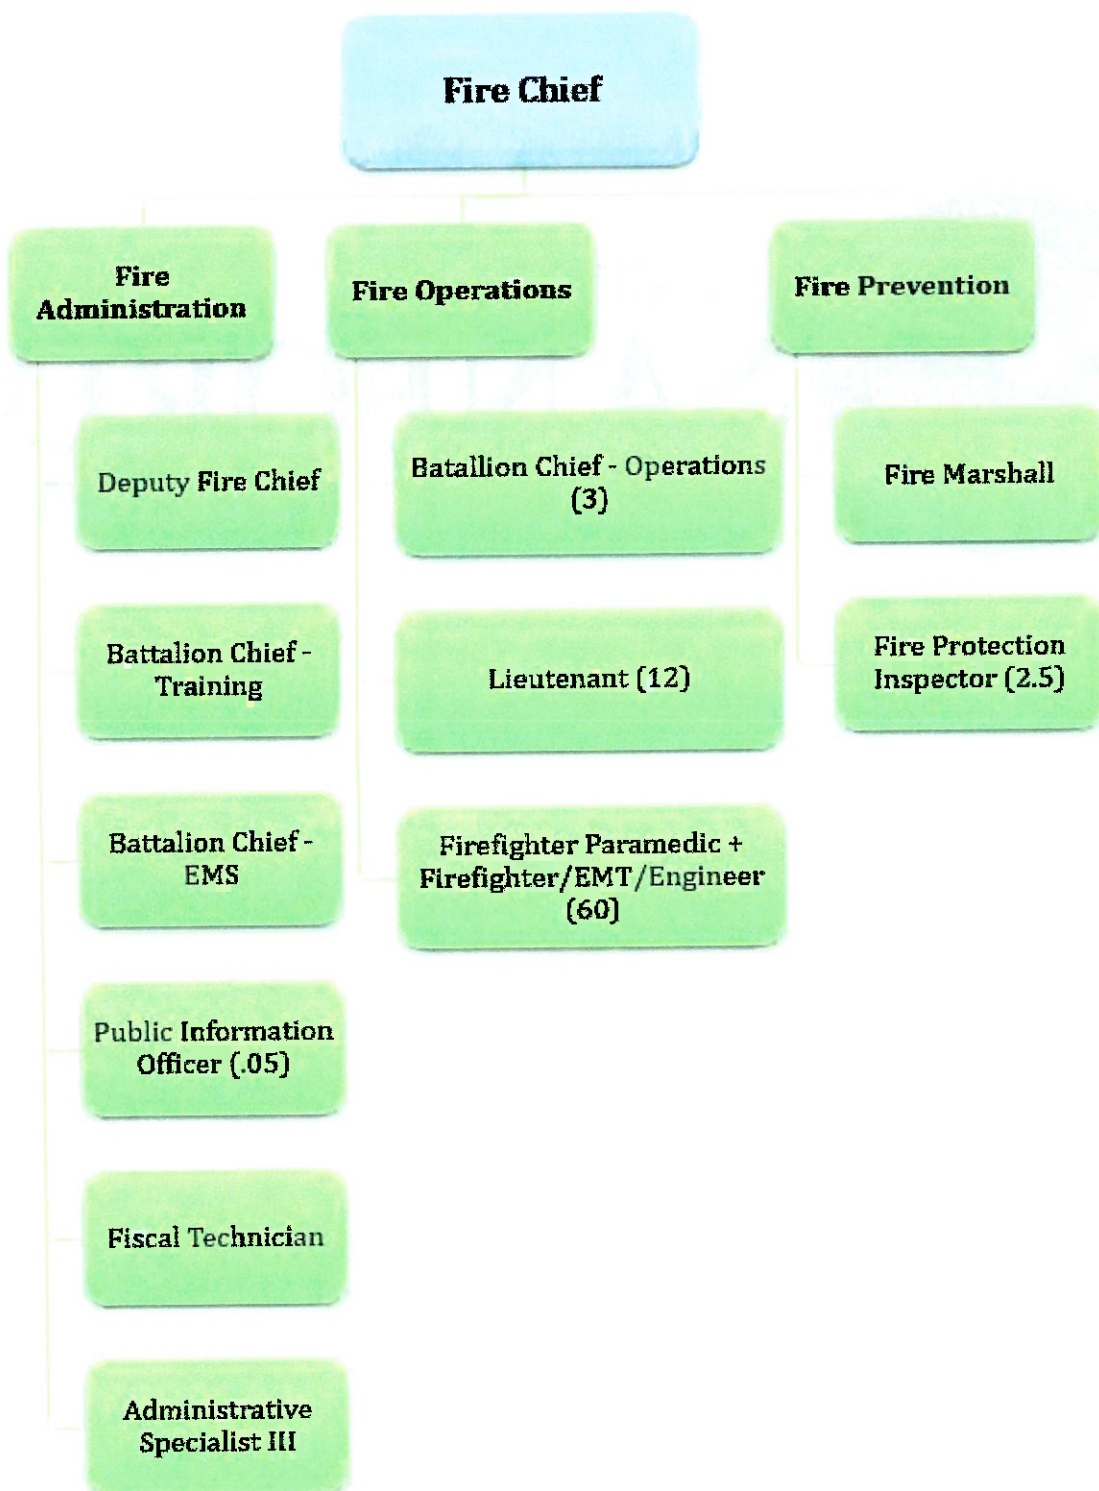 Fire Chief
Fire
Administration
Fire Operations
Fire Prevention
Deputy Fire Chief
Battalion Chief -
Training
Battalion Chief -
EMS
Public Information
Officer (.05)
Fiscal Technician
Administrative
Specialist III
Batallion Chief - Operations
(3)
Lieutenant (12)
Firefighter Paramedic +
Firefighter/EMT/Engineer
(60)
Fire Marshall
Fire Protection
Inspector (2.5)